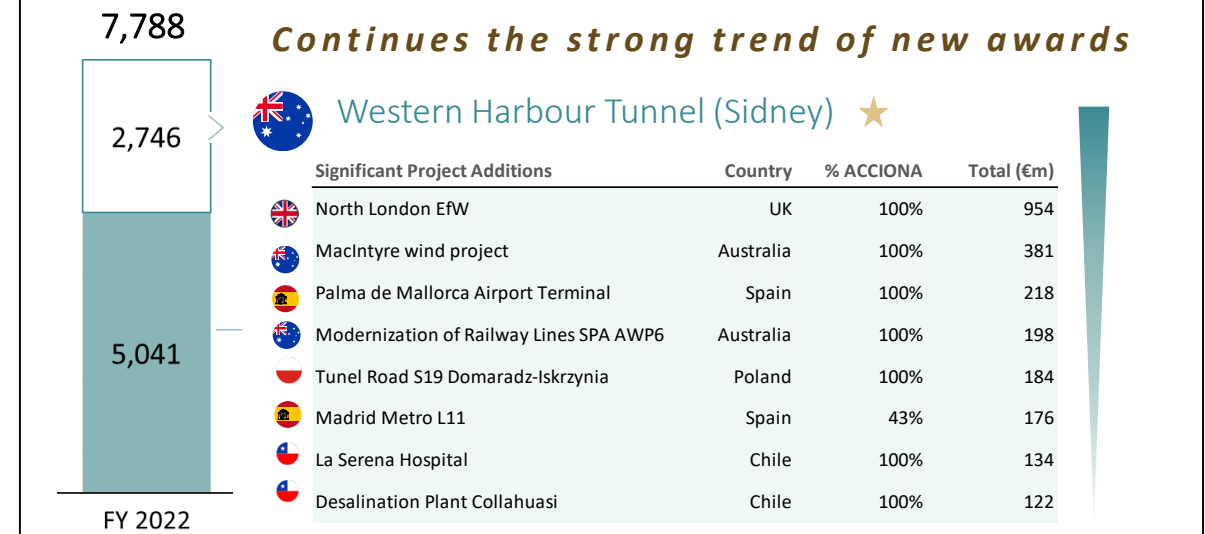 7,788
Continues the strong trend of new awards
2,746
Western Harbour Tunnel (Sidney)
Significant Project Additions Country % ACCIONA Total (€m)
North London EfW UK 100% 954
MacIntyre wind project Australia 100% 381
Palma de Mallorca Airport Terminal Spain 100% 218
Modernization of Railway Lines SPA AWP6 Australia 100% 198
5,041
Tunel Road S19 Domaradz-Iskrzynia Poland 100% 184
Madrid Metro L11 Spain 43% 176
La Serena Hospital Chile 100% 134
Desalination Plant Collahuasi Chile 100% 122
FY 2022